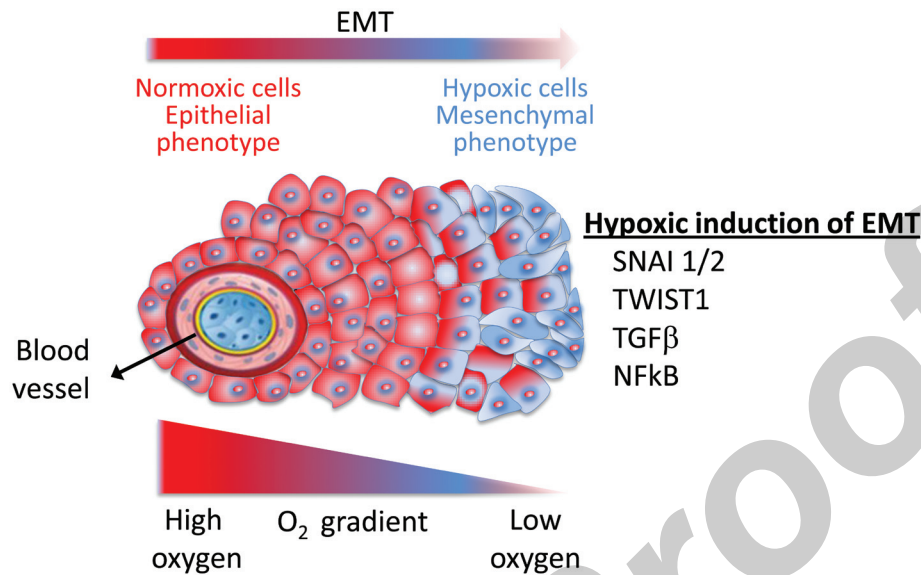 EMT
Normoxic cells
Epithelial
phenotype
Hypoxic cells
Mesenchymal
phenotype
Hypoxic induction of EMT
SNAI 1/2
TWIST1
TGFβ
NFkB
Blood
vessel
High
oxygen
O₂ gradient
Low
oxygen
roof